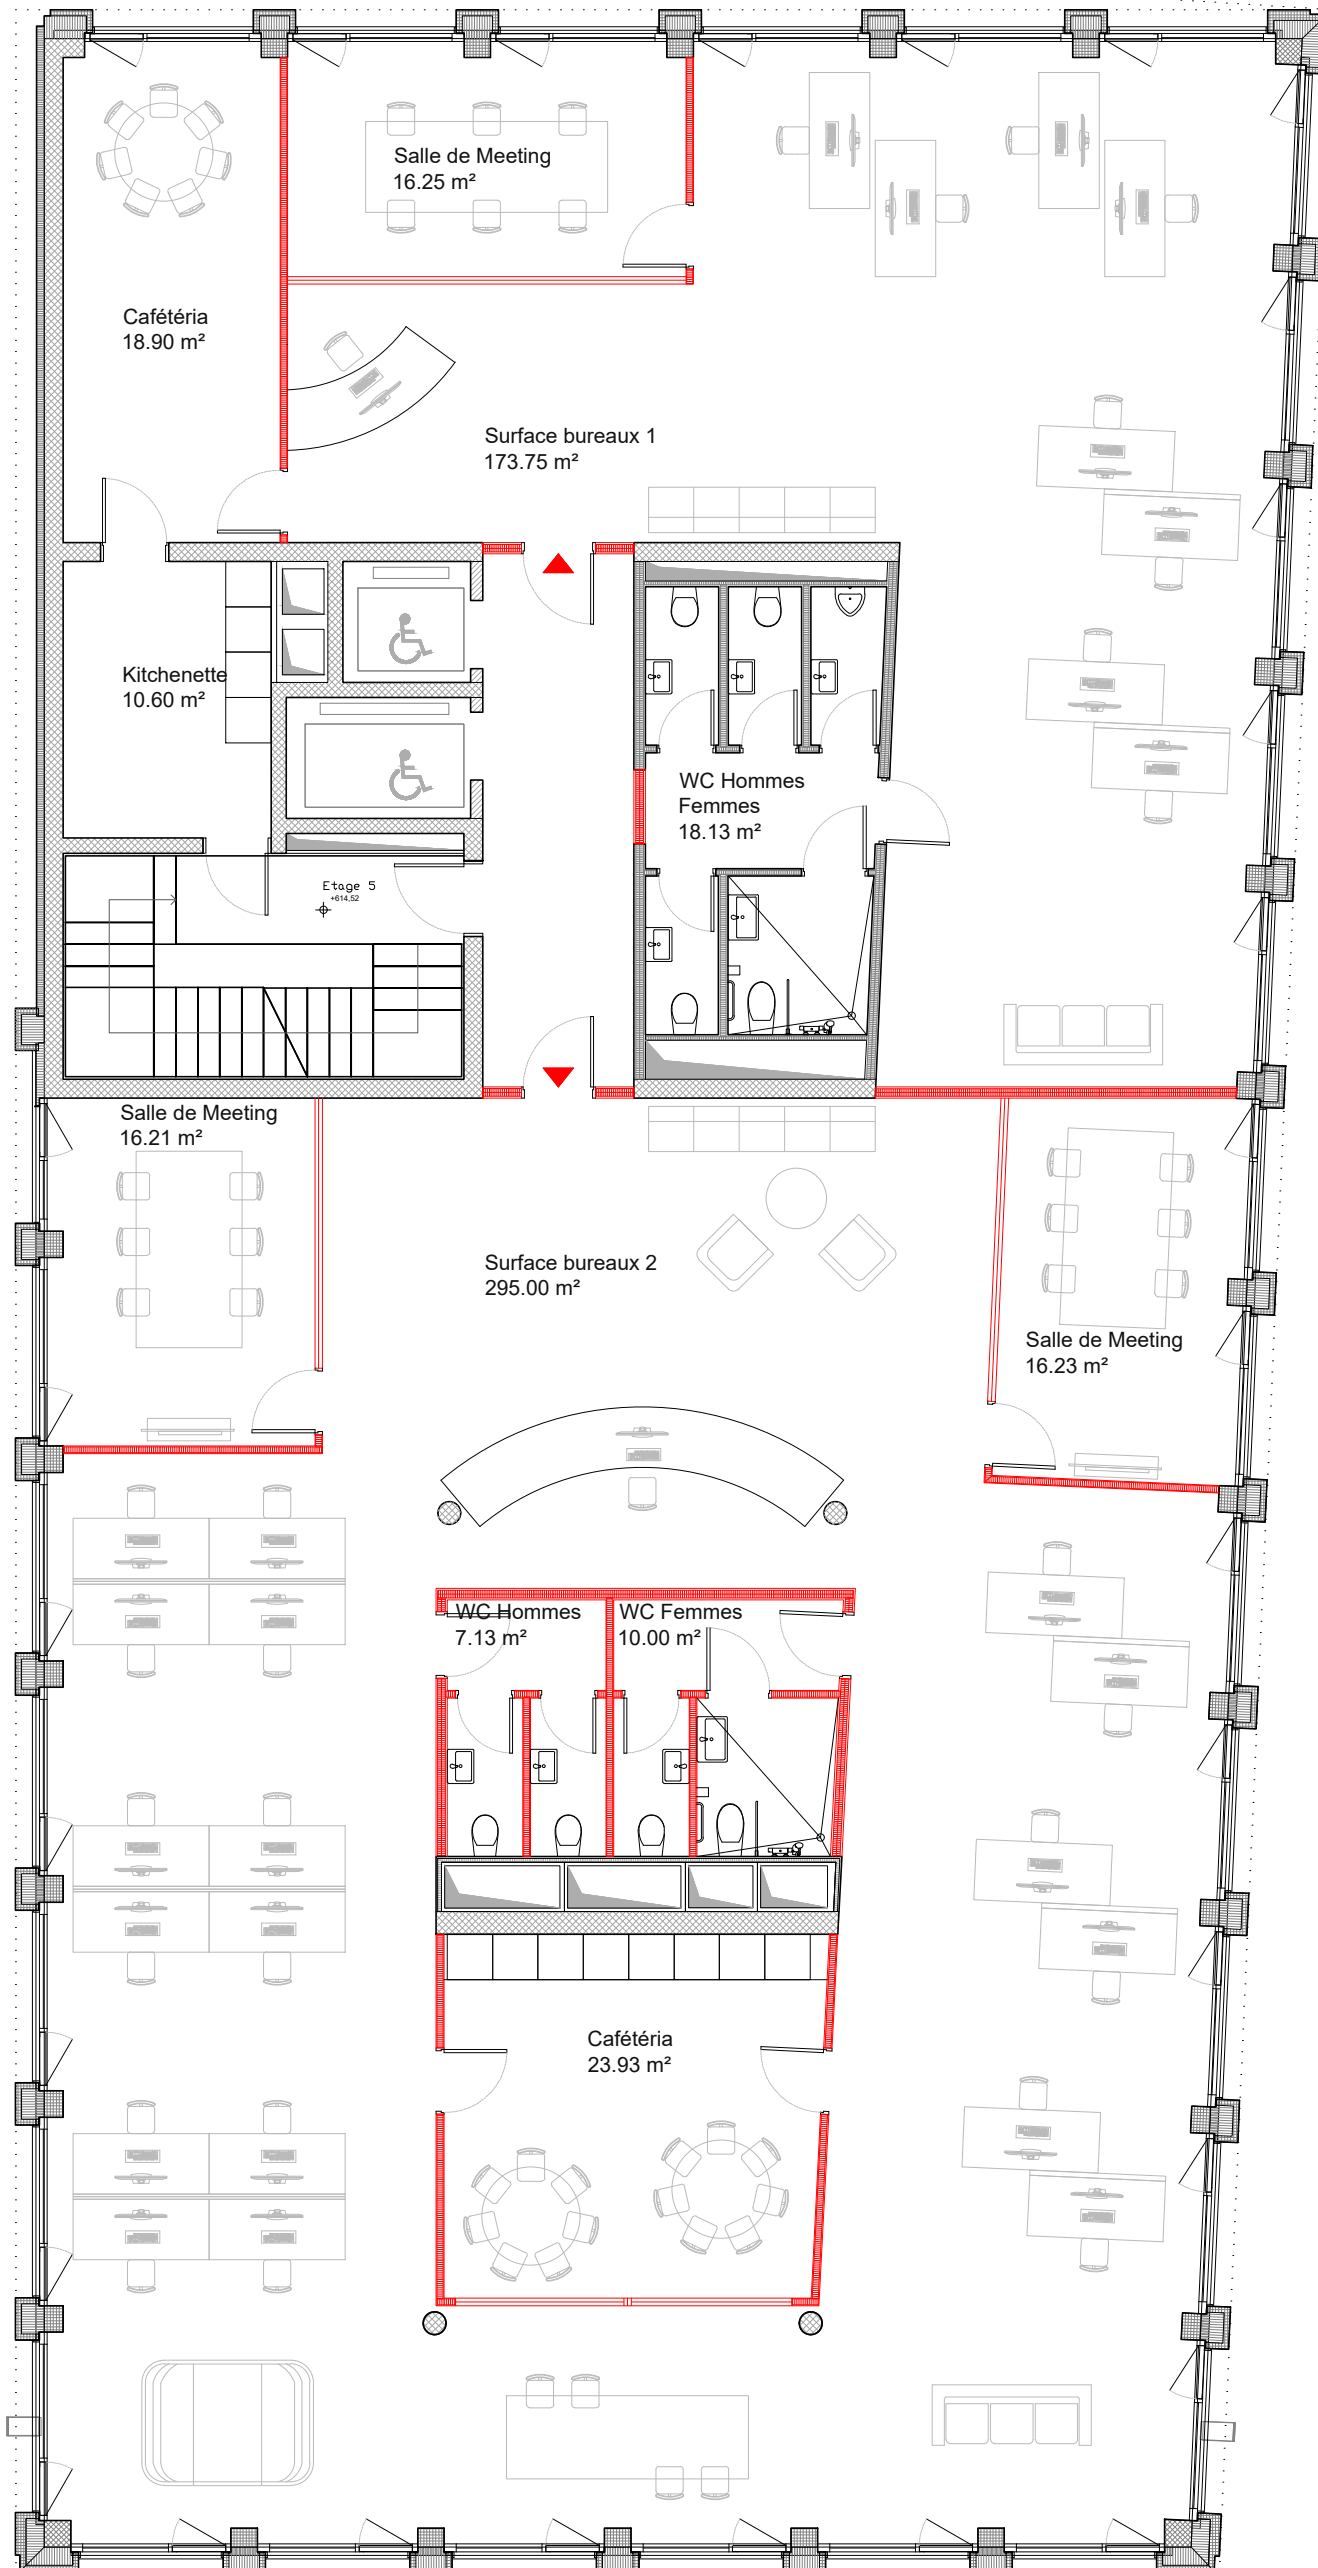 Salle de Meeting
16.25 m²
Cafétéria
18.90 m²
Surface bureaux 1
173.75 m²
Kitchenette
10.60 m²
WC Hommes
Femmes
18.13 m²
Etage 5
+614,52
Salle de Meeting
16.21 m²
Surface bureaux 2
295.00 m²
Salle de Meeting
16.23 m²
WC Hommes
7.13 m²
WC Femmes
10.00 m²
Cafétéria
23.93 m²